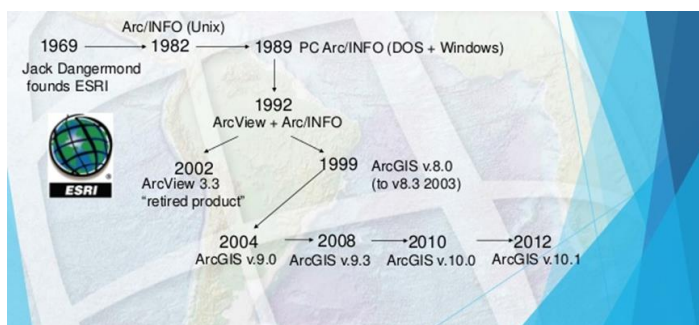 Arc/INFO (Unix)
1969 1982 1989 PC Arc/INFO (DOS + Windows)
Jack Dangermond
founds ESRI
1992
ArcView + Arc/INFO
ESRI
2002
ArcView 3.3
“retired product”
1999 ArcGIS v.8.0
(to v8.3 2003)
2004 2008 2010 2012
ArcGIS v.9.0 ArcGIS v.9.3 ArcGIS v.10.0 ArcGIS v.10.1